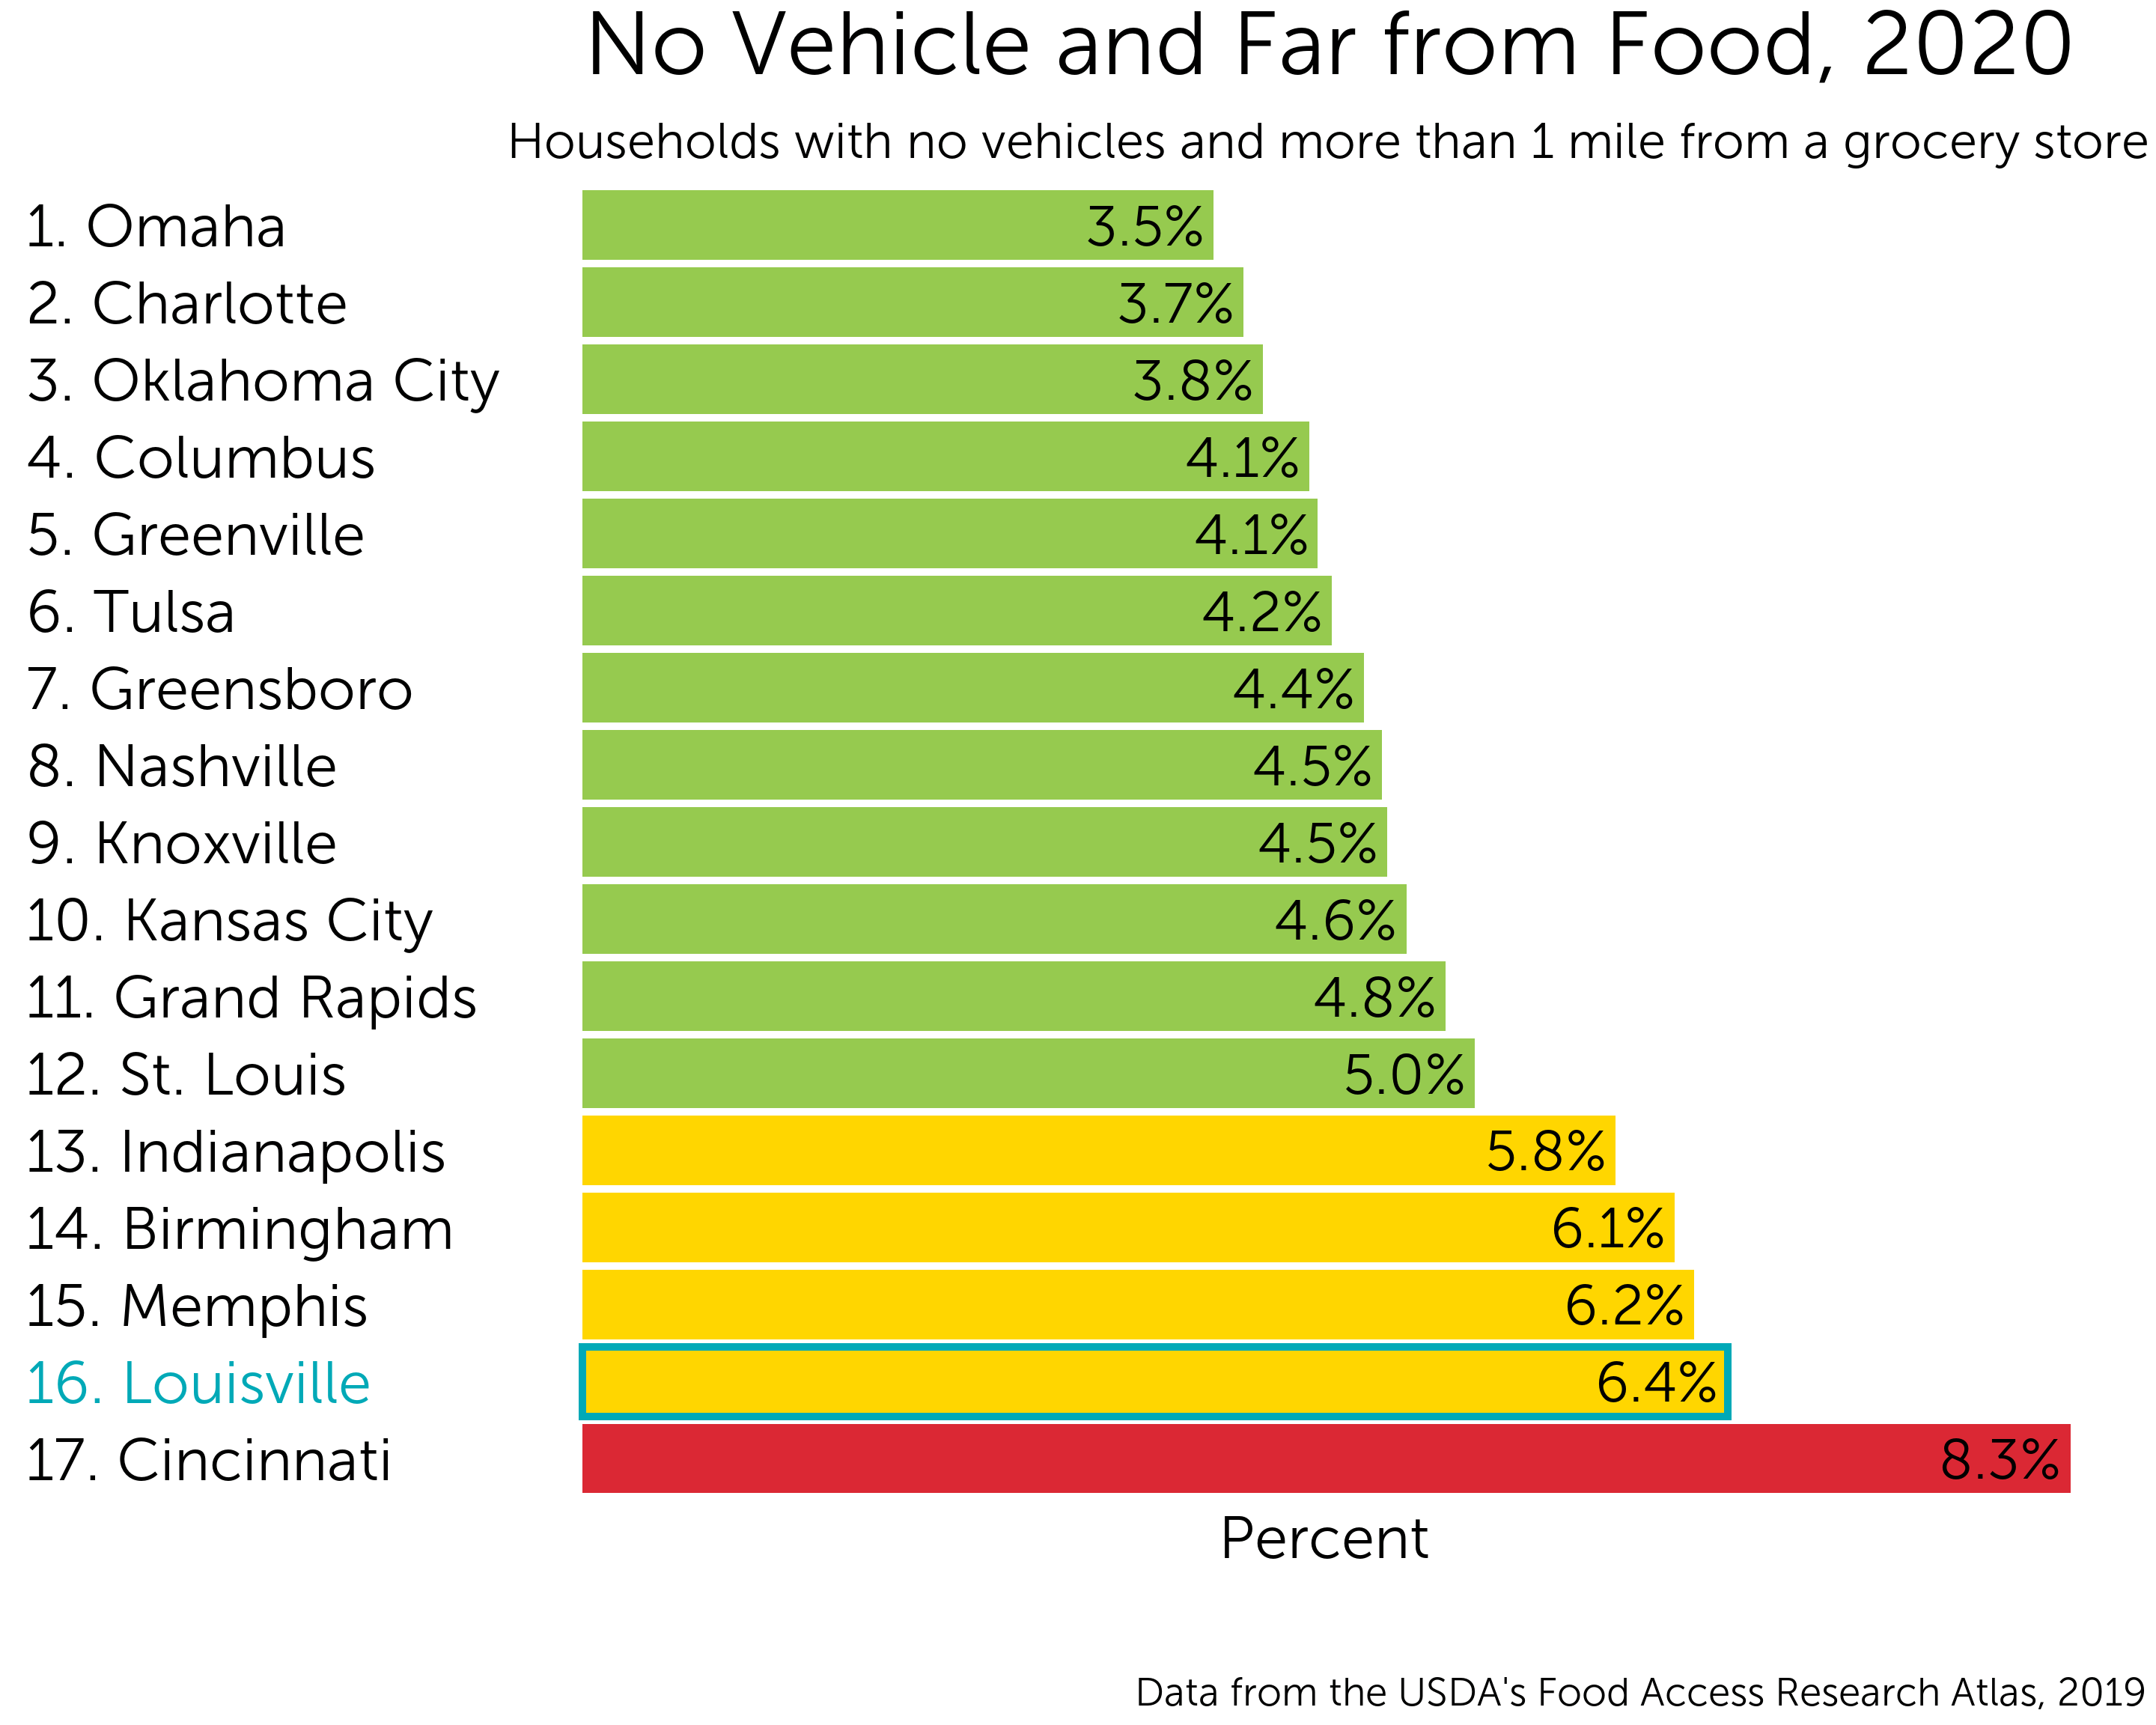 No Vehicle and Far from Food, 2020
Households with no vehicles and more than 1 mile from a grocery store
1. Omaha 3.5%
2. Charlotte 3.7%
3. Oklahoma City 3.8%
4. Columbus 4.1%
5. Greenville 4.1%
6. Tulsa 4.2%
7. Greensboro 4.4%
8. Nashville 4.5%
9. Knoxville 4.5%
10. Kansas City 4.6%
11. Grand Rapids 4.8%
12. St. Louis 5.0%
13. Indianapolis 5.8%
14. Birmingham 6.1%
15. Memphis 6.2%
16. Louisville 6.4%
17. Cincinnati 8.3%
Percent
Data from the USDA's Food Access Research Atlas, 2019